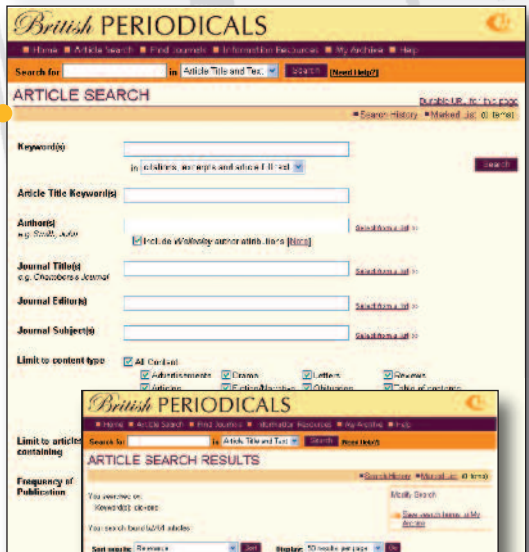 British PERIODICALS
Home Article Search Find Journals Information Resources My Archive Help
Search for in Article Title and Text Search [Need Help?]
ARTICLE SEARCH
Durable URL for this page
Search History Marked List (0 items)
Keyword(s)
in citations, excerpts and article full text Search
Article Title Keyword(s)
Author(s)
e.g. Smith, John Select from a list >>
Include Wellesley author attributions [Note]
Journal Title(s)
e.g. Chambers's Journal Select from a list >>
Journal Editor(s)
Select from a list >>
Journal Subject(s)
Select from a list >>
Limit to content type All Content
Advertisements Drama Letters Reviews
Articles Fiction/Narrative Obituaries Table of contents
British PERIODICALS
Home Article Search Find Journals Information Resources My Archive Help
Limit to articles Search for in Article Title and Text Search Need Help?
containing
ARTICLE SEARCH RESULTS
Search History Marked List (0 items)
Frequency of
Publication
You searched on: Modify Search
Keyword(s):
Save search terms to My
Archive
Your search found articles
Sort results: Relevance Sort Display: 50 results per page